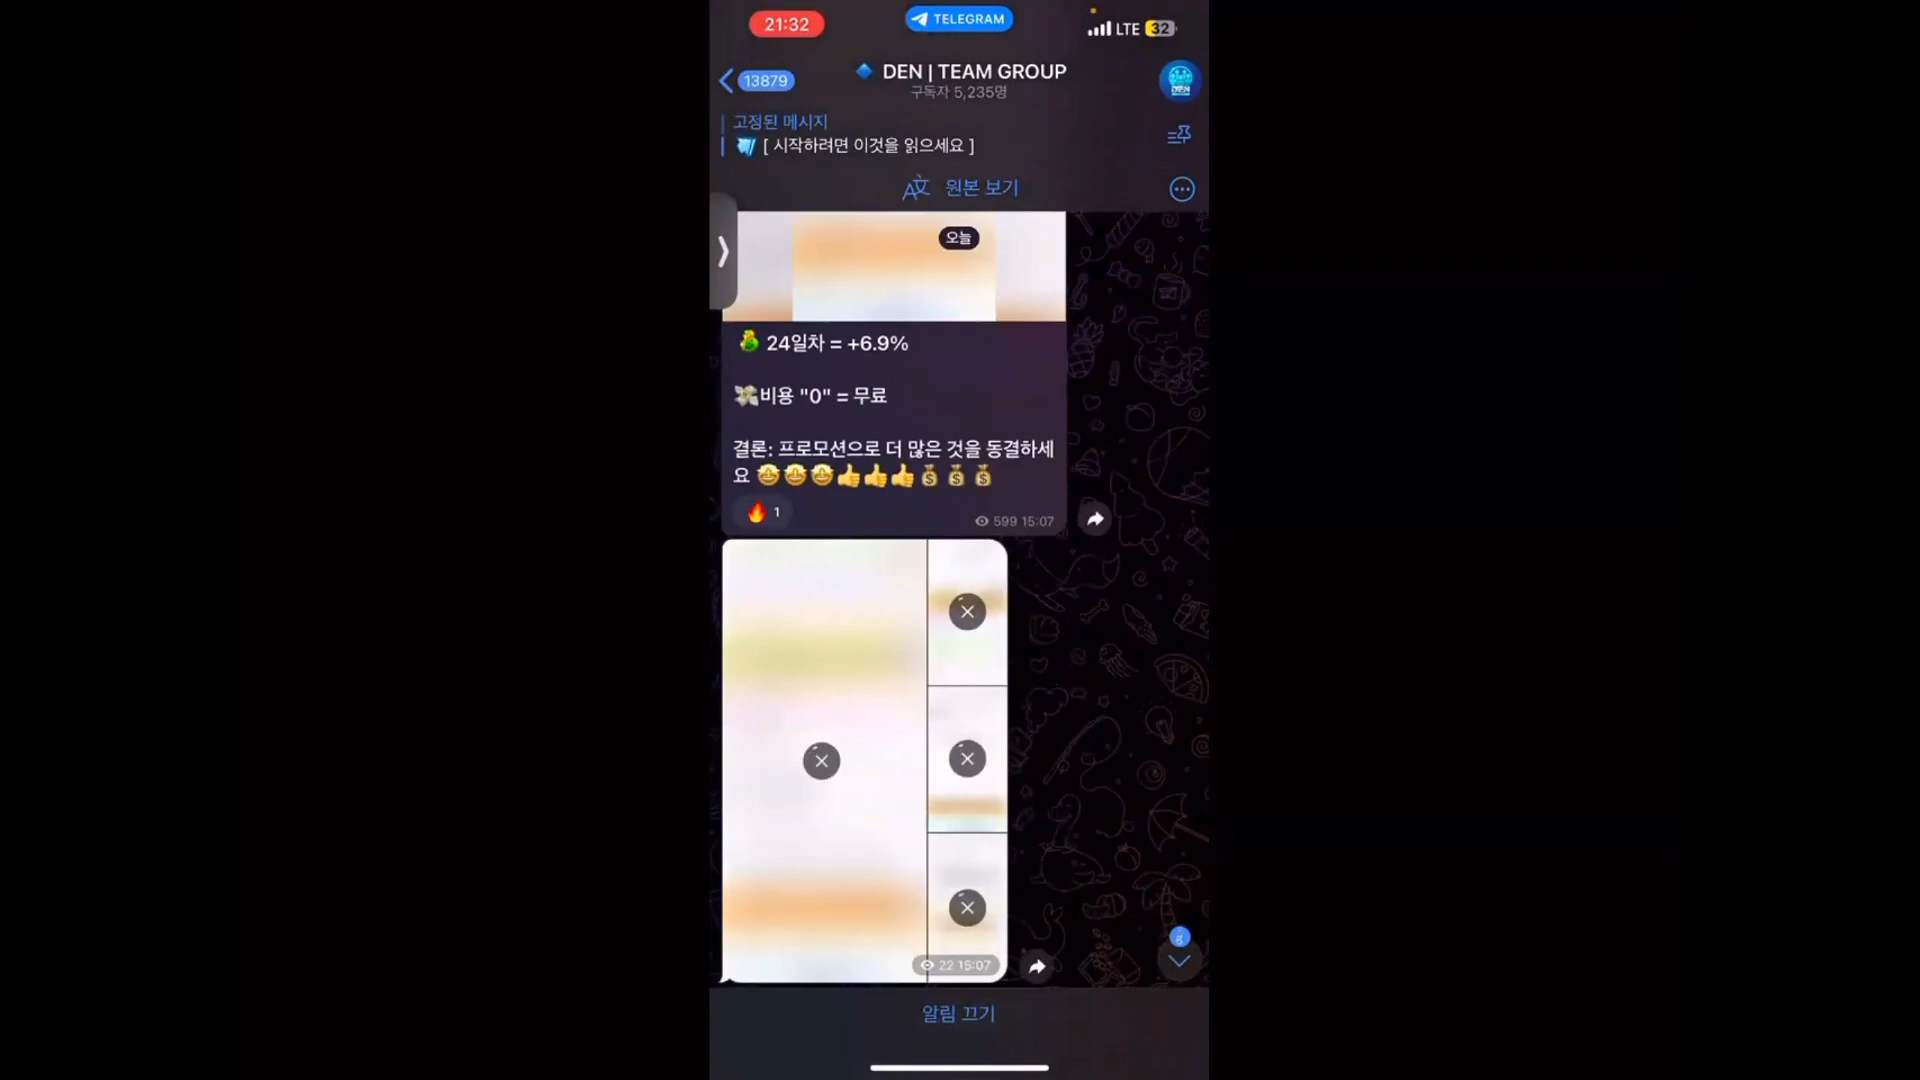 21:32
TELEGRAM
LTE 32
13879
DEN | TEAM GROUP
구독자 5,235명
고정된 메시지
[ 시작하려면 이것을 읽으세요 ]
원본 보기
오늘
24일차 = +6.9%
비용 "0" = 무료
결론: 프로모션으로 더 많은 것을 동결하세
요
1
599 15:07
22 15:07
알림 끄기